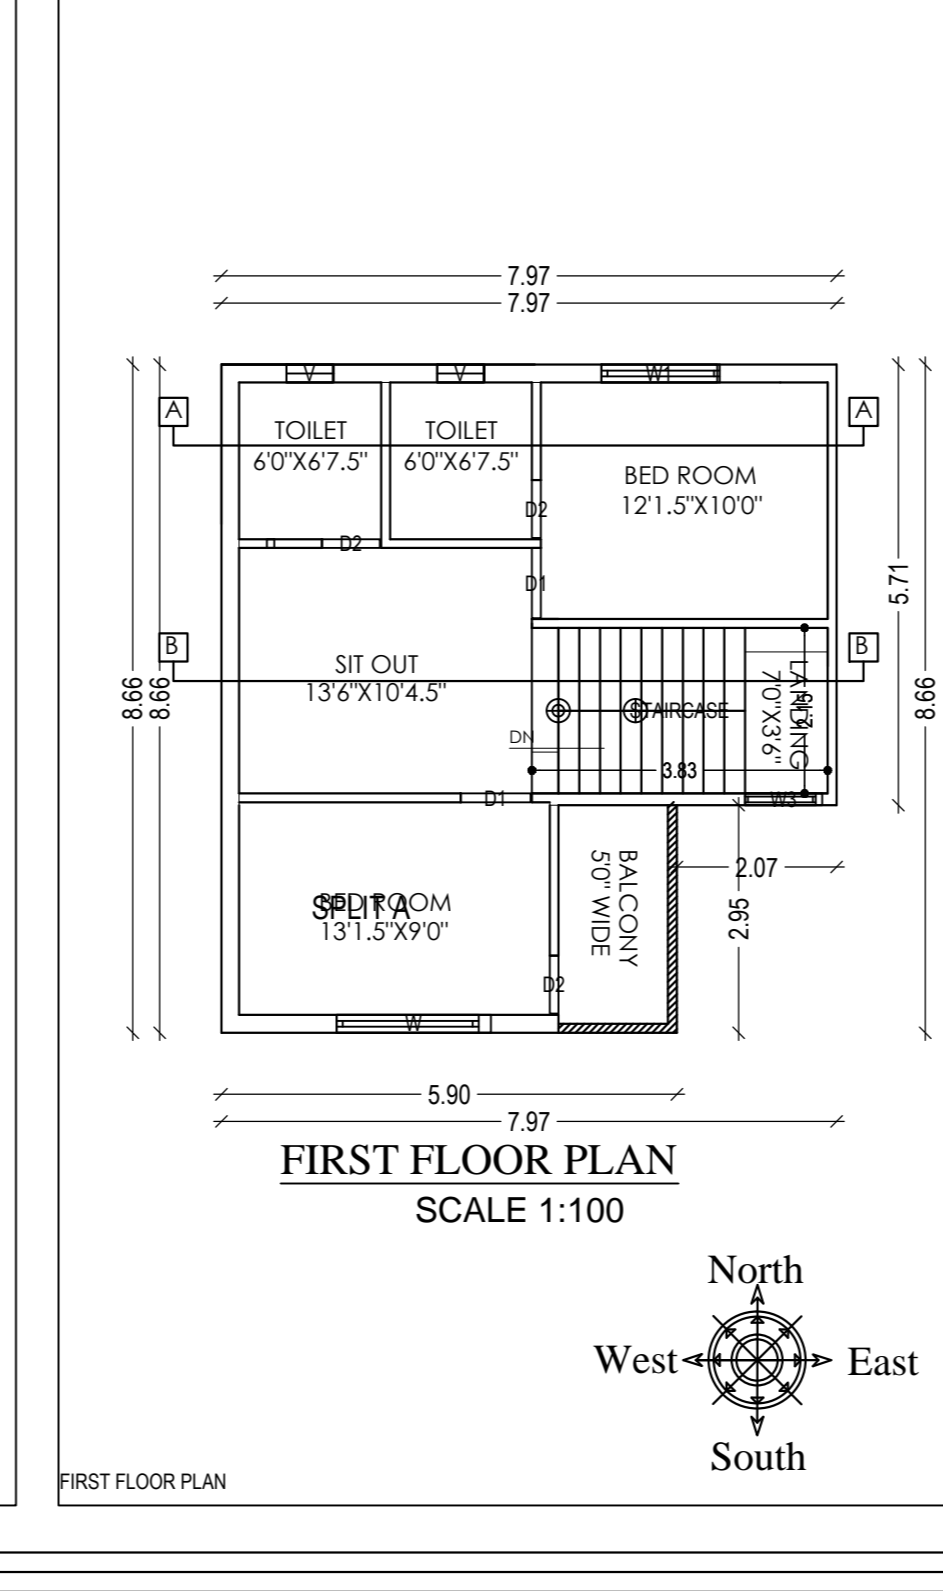 7.97
7.97
V
V
W1
A
A
TOILET
6'0"X6'7.5"
TOILET
6'0"X6'7.5"
BED ROOM
12'1.5"X10'0"
D2
D2
D1
5.71
B
B
SIT OUT
13'6"X10'4.5"
8.66
8.66
8.66
LANDING
7'0"X3'6"
STAIRCASE
DN
3.83
D1
W3
BALCONY
5'0" WIDE
2.07
2.95
BED ROOM
SPLIT A
13'1.5"X9'0"
D2
W
5.90
7.97
FIRST FLOOR PLAN
SCALE 1:100
North
West
East
South
FIRST FLOOR PLAN